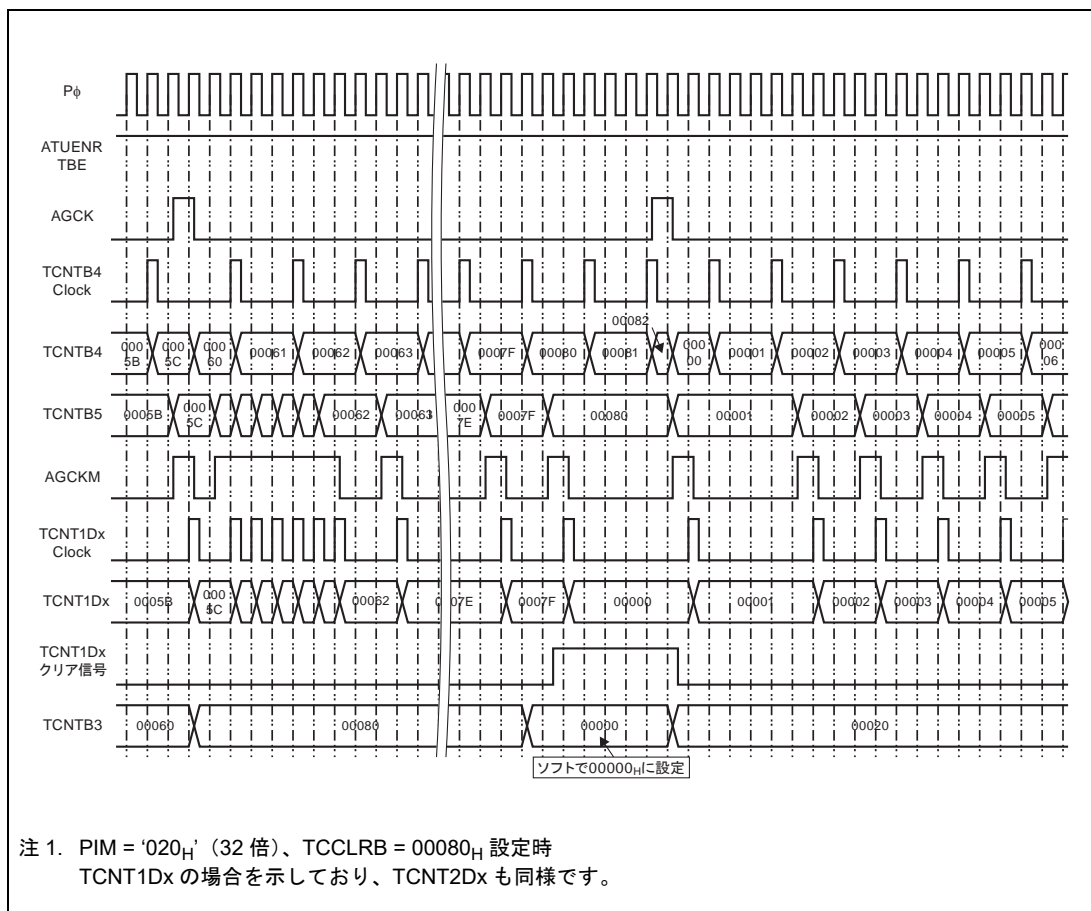 Pϕ
ATUENR
TBE
AGCK
TCNTB4
Clock
00082
TCNTB4 000 5B 000 5C 000 60 00061 00062 00063 0007F 00080 00081 000 00 00001 00002 00003 00004 00005 000 06
TCNTB5 0005B 000 5C 00062 00063 000 7E 0007F 00080 00001 00002 00003 00004 00005
AGCKM
TCNT1Dx
Clock
TCNT1Dx 0005B 000 5C 00062 0007E 0007F 00000 00001 00002 00003 00004 00005
TCNT1Dx
クリア信号
TCNTB3 00060 00080 00000 00020
ソフトで00000Hに設定
注 1. PIM = ‘020H’（32 倍）、TCCLRB = 00080H 設定時
TCNT1Dx の場合を示しており、TCNT2Dx も同様です。